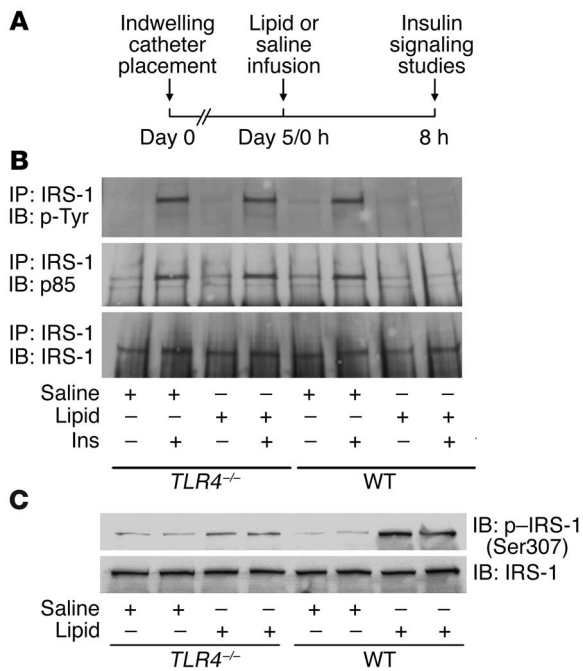 A
Indwelling
catheter
placement
Lipid or
saline
infusion
Insulin
signaling
studies
Day 0
Day 5/0 h
8 h
B
IP: IRS-1
IB: p-Tyr
IP: IRS-1
IB: p85
IP: IRS-1
IB: IRS-1
Saline + + – – + + – –
Lipid – – + + – – + +
Ins – + – + – + – +
TLR4–/– WT
C
IB: p–IRS-1
(Ser307)
IB: IRS-1
Saline + + – – + + – –
Lipid – – + + – – + +
TLR4–/– WT